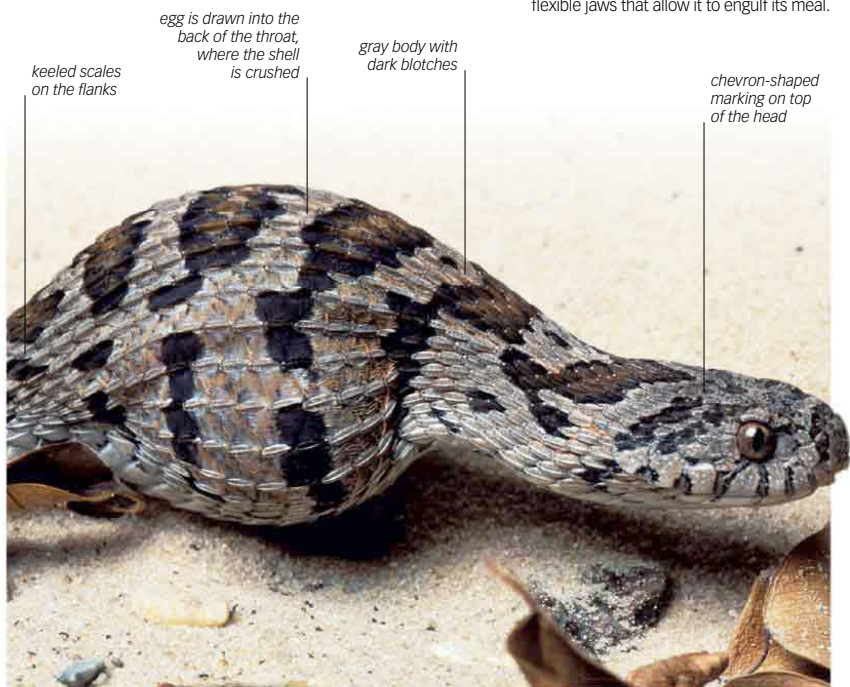 flexible jaws that allow it to engulf its meal.
egg is drawn into the
back of the throat,
where the shell
is crushed
gray body with
dark blotches
keeled scales
on the flanks
chevron-shaped
marking on top
of the head